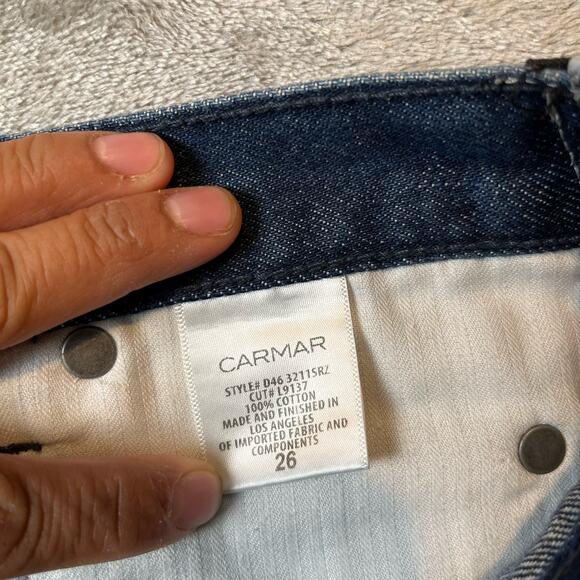 CARMAR
STYLE# D46 3211SRZ
CUT# L9137
100% COTTON
MADE AND FINISHED IN
LOS ANGELES
OF IMPORTED FABRIC AND
COMPONENTS
26